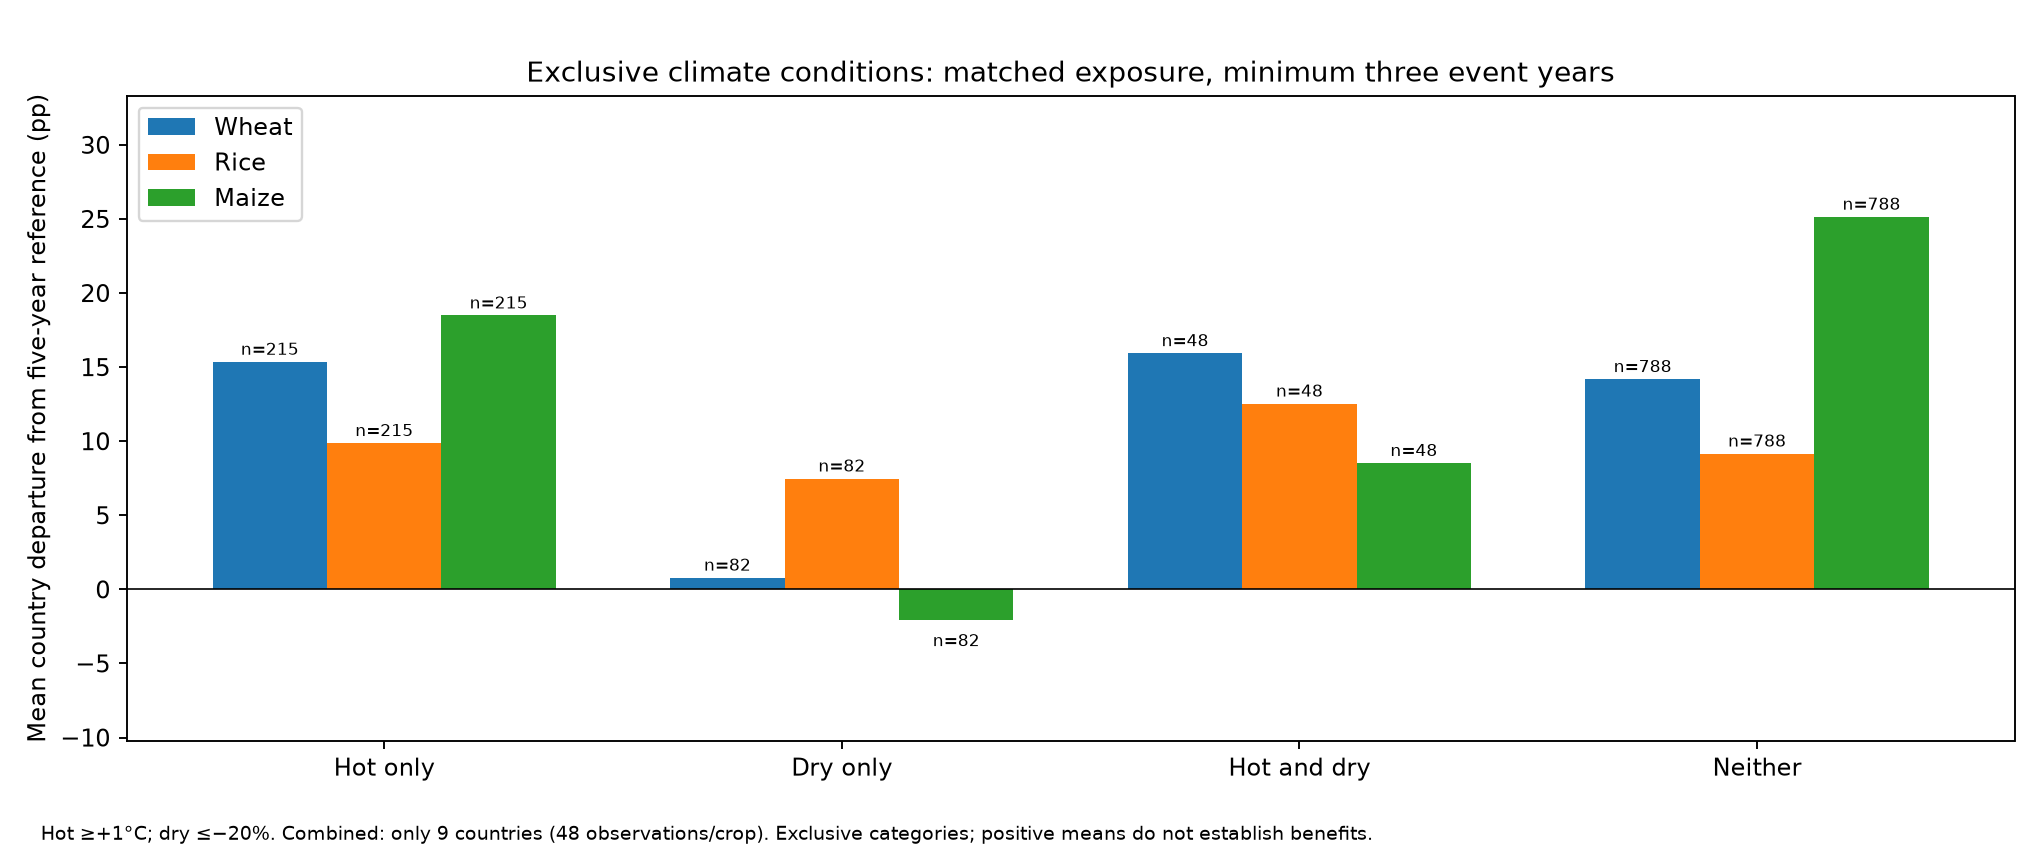 Exclusive climate conditions: matched exposure, minimum three event years
Mean country departure from five-year reference (pp)
30
25
20
15
10
5
0
−5
−10
Wheat
Rice
Maize
n=215
n=215
n=215
n=82
n=82
n=82
n=48
n=48
n=48
n=788
n=788
n=788
Hot only
Dry only
Hot and dry
Neither
Hot ≥+1°C; dry ≤−20%. Combined: only 9 countries (48 observations/crop). Exclusive categories; positive means do not establish benefits.